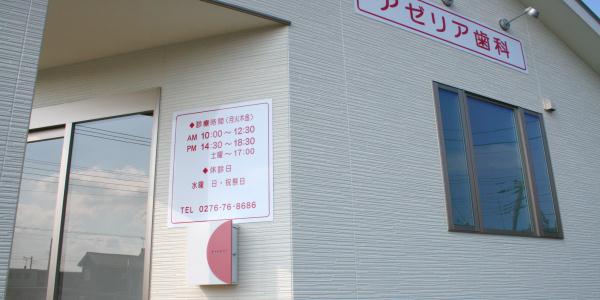 アゼリア歯科
◆診療時間〈月火木金〉
AM 10:00～12:30
PM 14:30～18:30
土曜～17:00
◆休診日
水曜 日・祝祭日
TEL 0276-76-8686